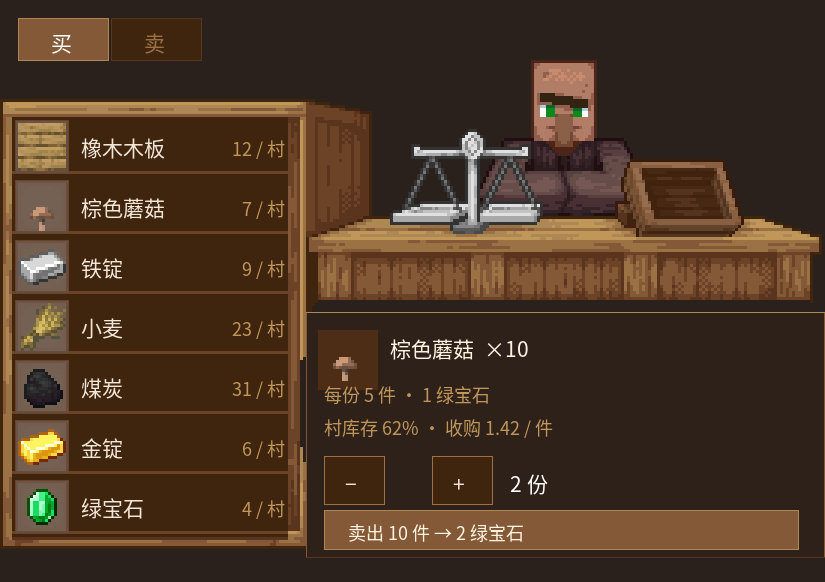 买
卖
橡木木板 12 / 村
棕色蘑菇 7 / 村
铁锭 9 / 村
小麦 23 / 村
煤炭 31 / 村
金锭 6 / 村
绿宝石 4 / 村
棕色蘑菇 ×10
每份 5 件 • 1 绿宝石
村库存 62% • 收购 1.42 / 件
− + 2 份
卖出 10 件 → 2 绿宝石